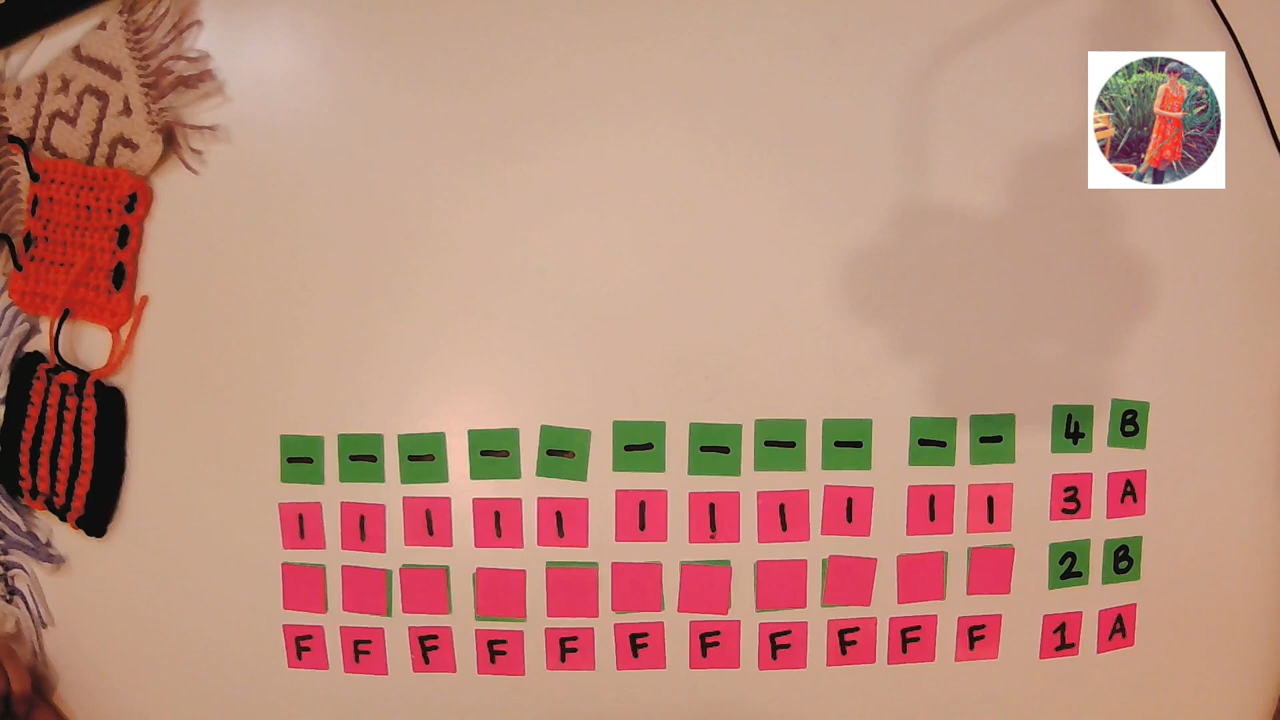 — — — — — — — — — — — 4 B
| | | | | | ! | | | | 3 A
2 B
F F F F F F F F F F F 1 A